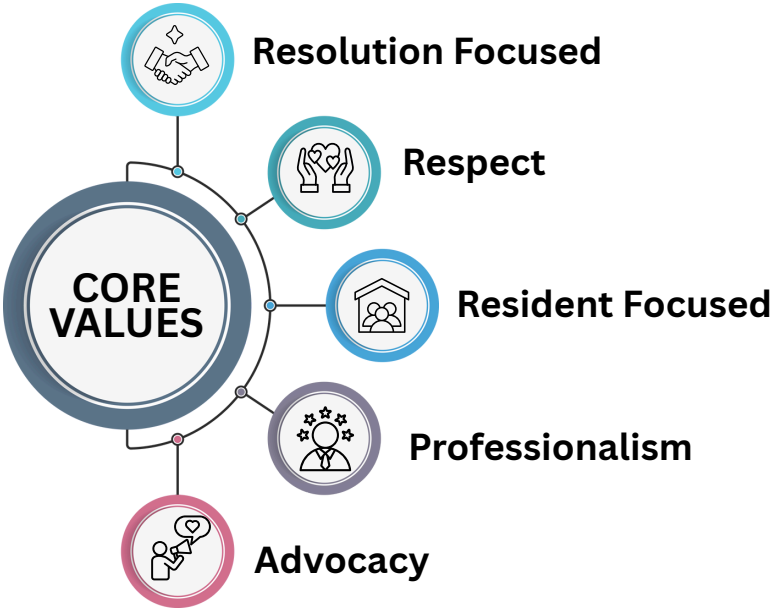 Resolution Focused
Respect
CORE
VALUES
Resident Focused
Professionalism
Advocacy